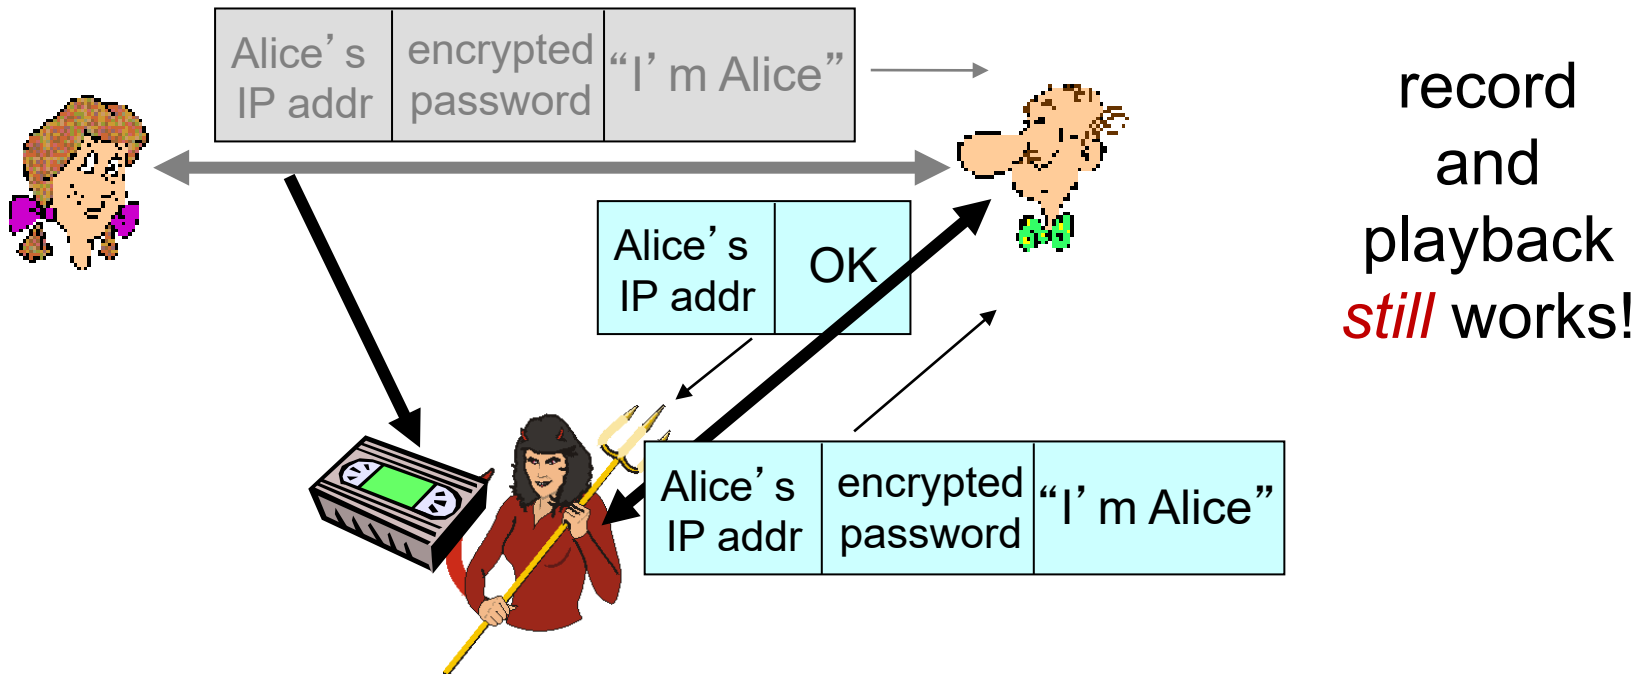 Alice’ s
IP addr
encrypted
password
“I’ m Alice”
record
and
playback
still works!
Alice’ s
IP addr
OK
Alice’ s
IP addr
encrypted
password
“I’ m Alice”